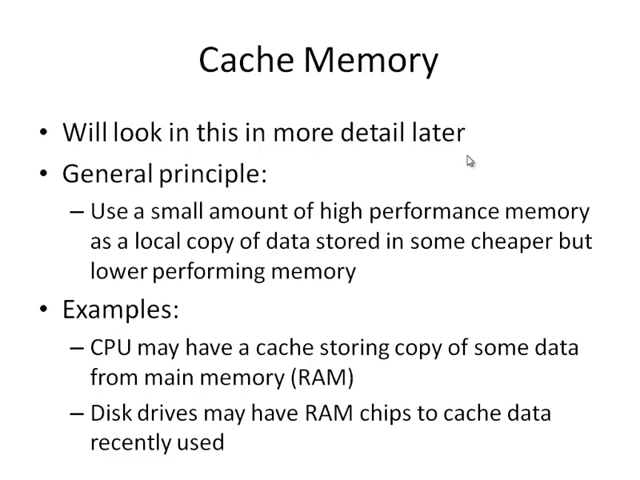 Cache Memory
• Will look in this in more detail later
• General principle:
– Use a small amount of high performance memory
as a local copy of data stored in some cheaper but
lower performing memory
• Examples:
– CPU may have a cache storing copy of some data
from main memory (RAM)
– Disk drives may have RAM chips to cache data
recently used